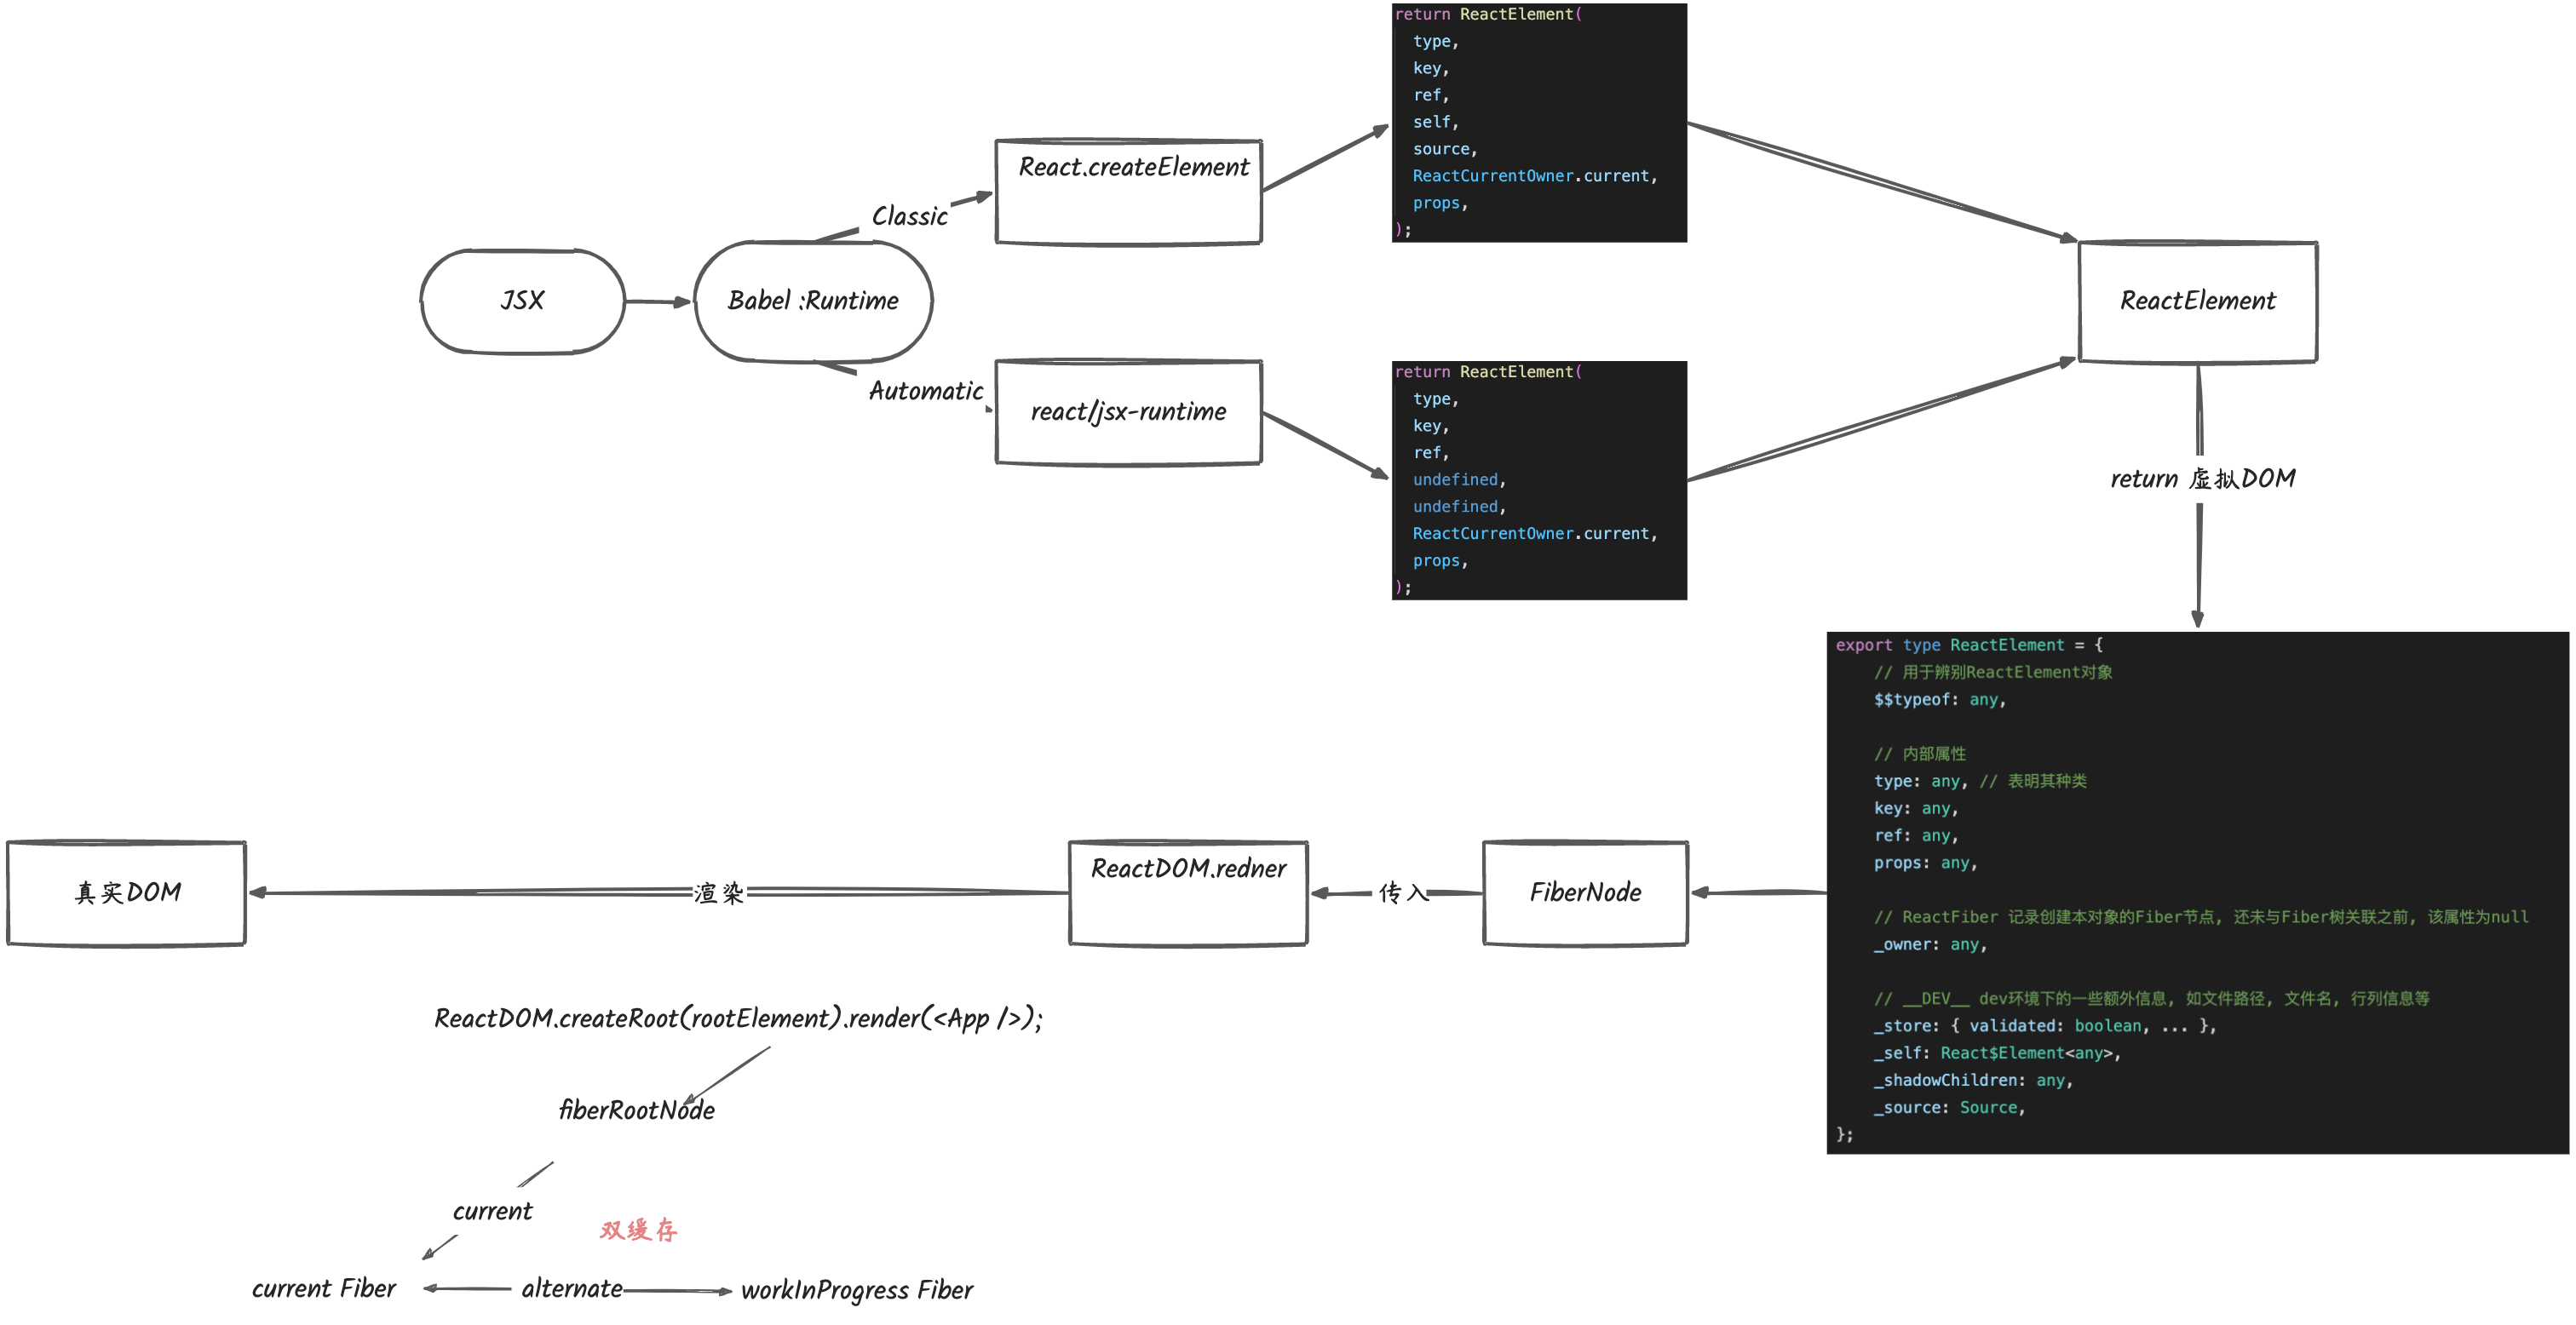 return ReactElement(
type,
key,
ref,
self,
source,
ReactCurrentOwner.current,
props,
);
React.createElement
Classic
JSX
Babel :Runtime
ReactElement
Automatic
react/jsx-runtime
return ReactElement(
type,
key,
ref,
undefined,
undefined,
ReactCurrentOwner.current,
props,
);
return 虚拟DOM
export type ReactElement = {
// 用于辨别ReactElement对象
$$typeof: any,
// 内部属性
type: any, // 表明其种类
key: any,
ref: any,
props: any,
// ReactFiber 记录创建本对象的Fiber节点, 还未与Fiber树关联之前, 该属性为null
_owner: any,
// __DEV__ dev环境下的一些额外信息, 如文件路径, 文件名, 行列信息等
_store: { validated: boolean, ... },
_self: React$Element<any>,
_shadowChildren: any,
_source: Source,
};
FiberNode
传入
ReactDOM.redner
渲染
真实DOM
ReactDOM.createRoot(rootElement).render(<App />);
fiberRootNode
current
双缓存
current Fiber
alternate
workInProgress Fiber